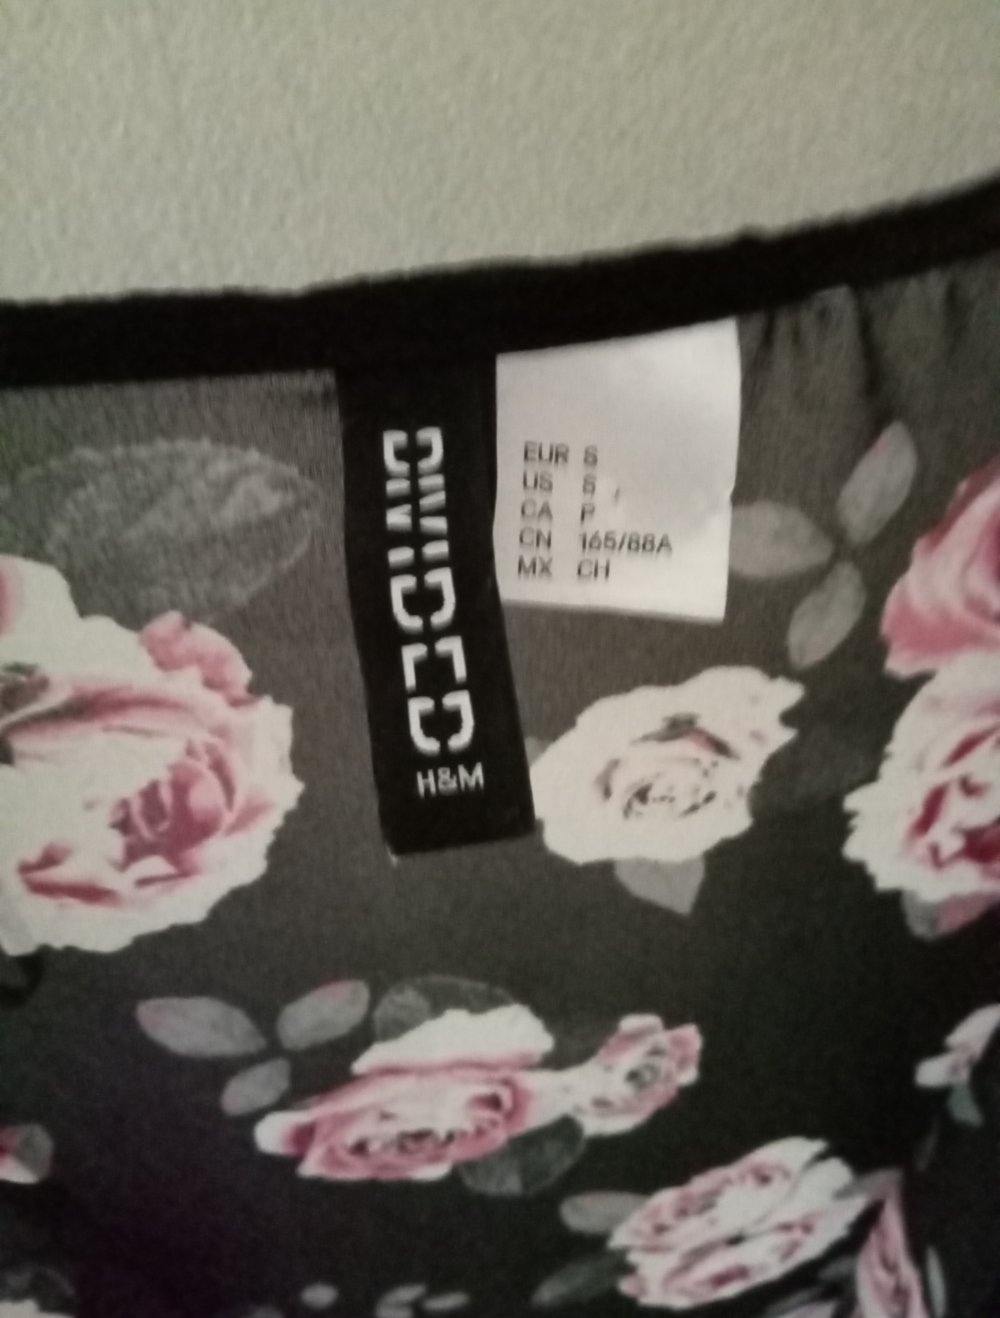 DIVIDED
H&M
EUR S
US S
CA P
CN 165/88A
MX CH